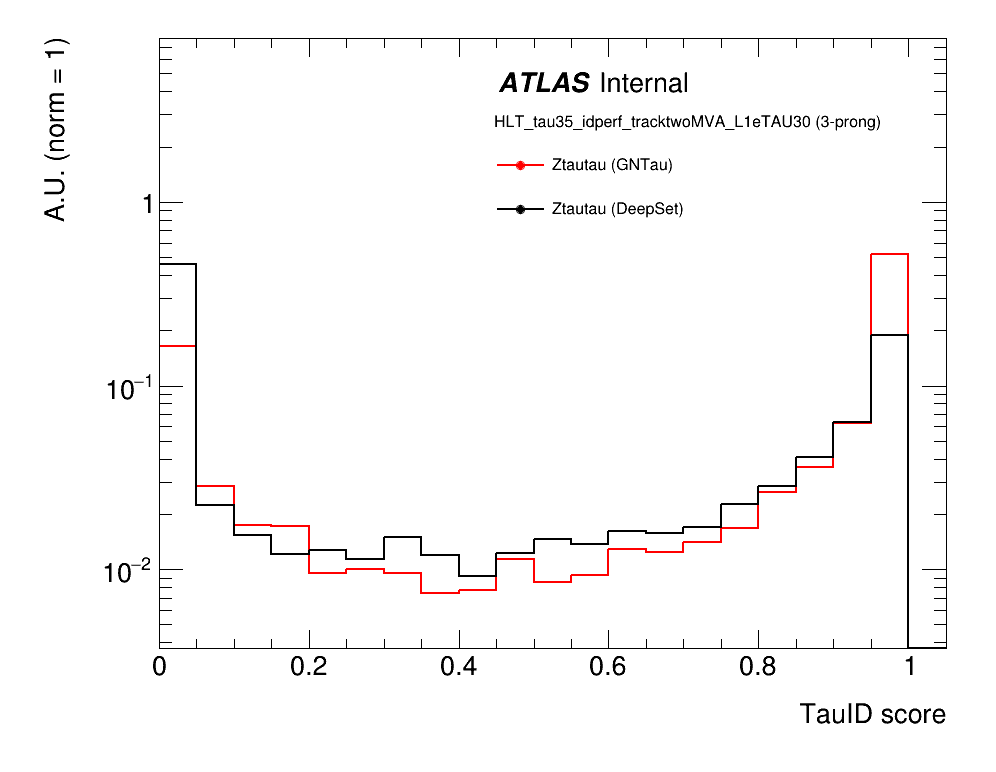 A.U. (norm = 1)
ATLAS Internal
HLT_tau35_idperf_tracktwoMVA_L1eTAU30 (3-prong)
Ztautau (GNTau)
Ztautau (DeepSet)
1
10⁻¹
10⁻²
0 0.2 0.4 0.6 0.8 1
TauID score